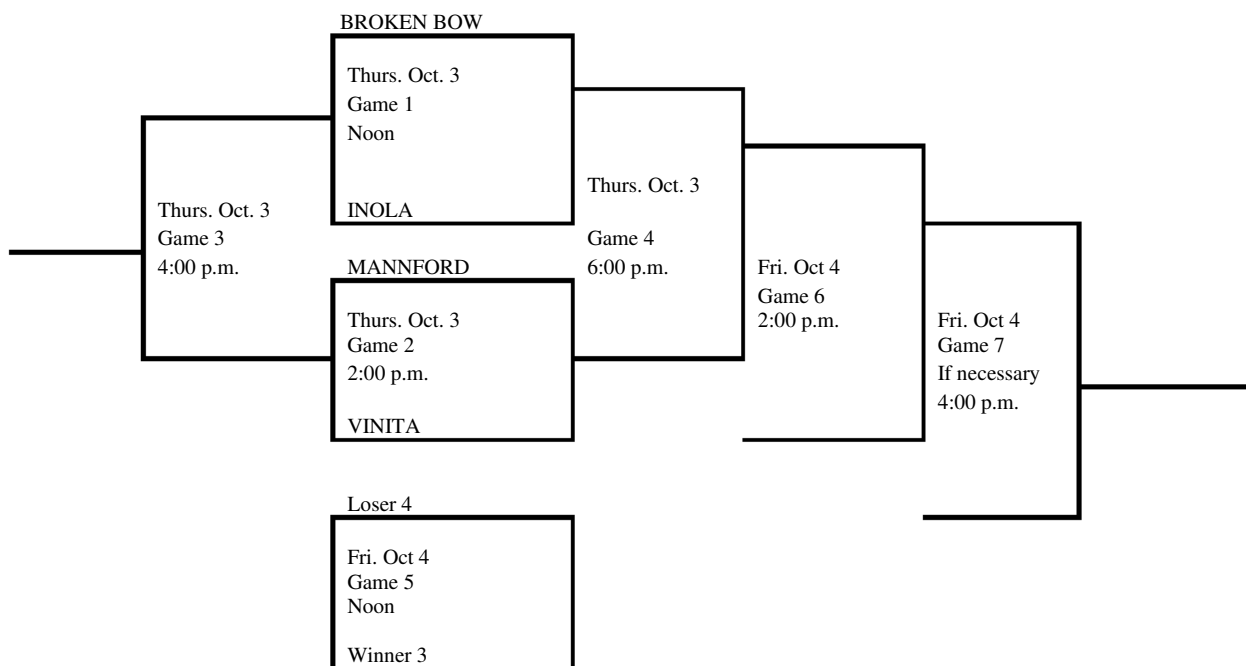 BROKEN BOW
Thurs. Oct. 3
Game 1
Noon
INOLA
Thurs. Oct. 3
Game 3
4:00 p.m.
MANNFORD
Thurs. Oct. 3
Game 2
2:00 p.m.
VINITA
Thurs. Oct. 3
Game 4
6:00 p.m.
Fri. Oct 4
Game 6
2:00 p.m.
Fri. Oct 4
Game 7
If necessary
4:00 p.m.
Loser 4
Fri. Oct 4
Game 5
Noon
Winner 3